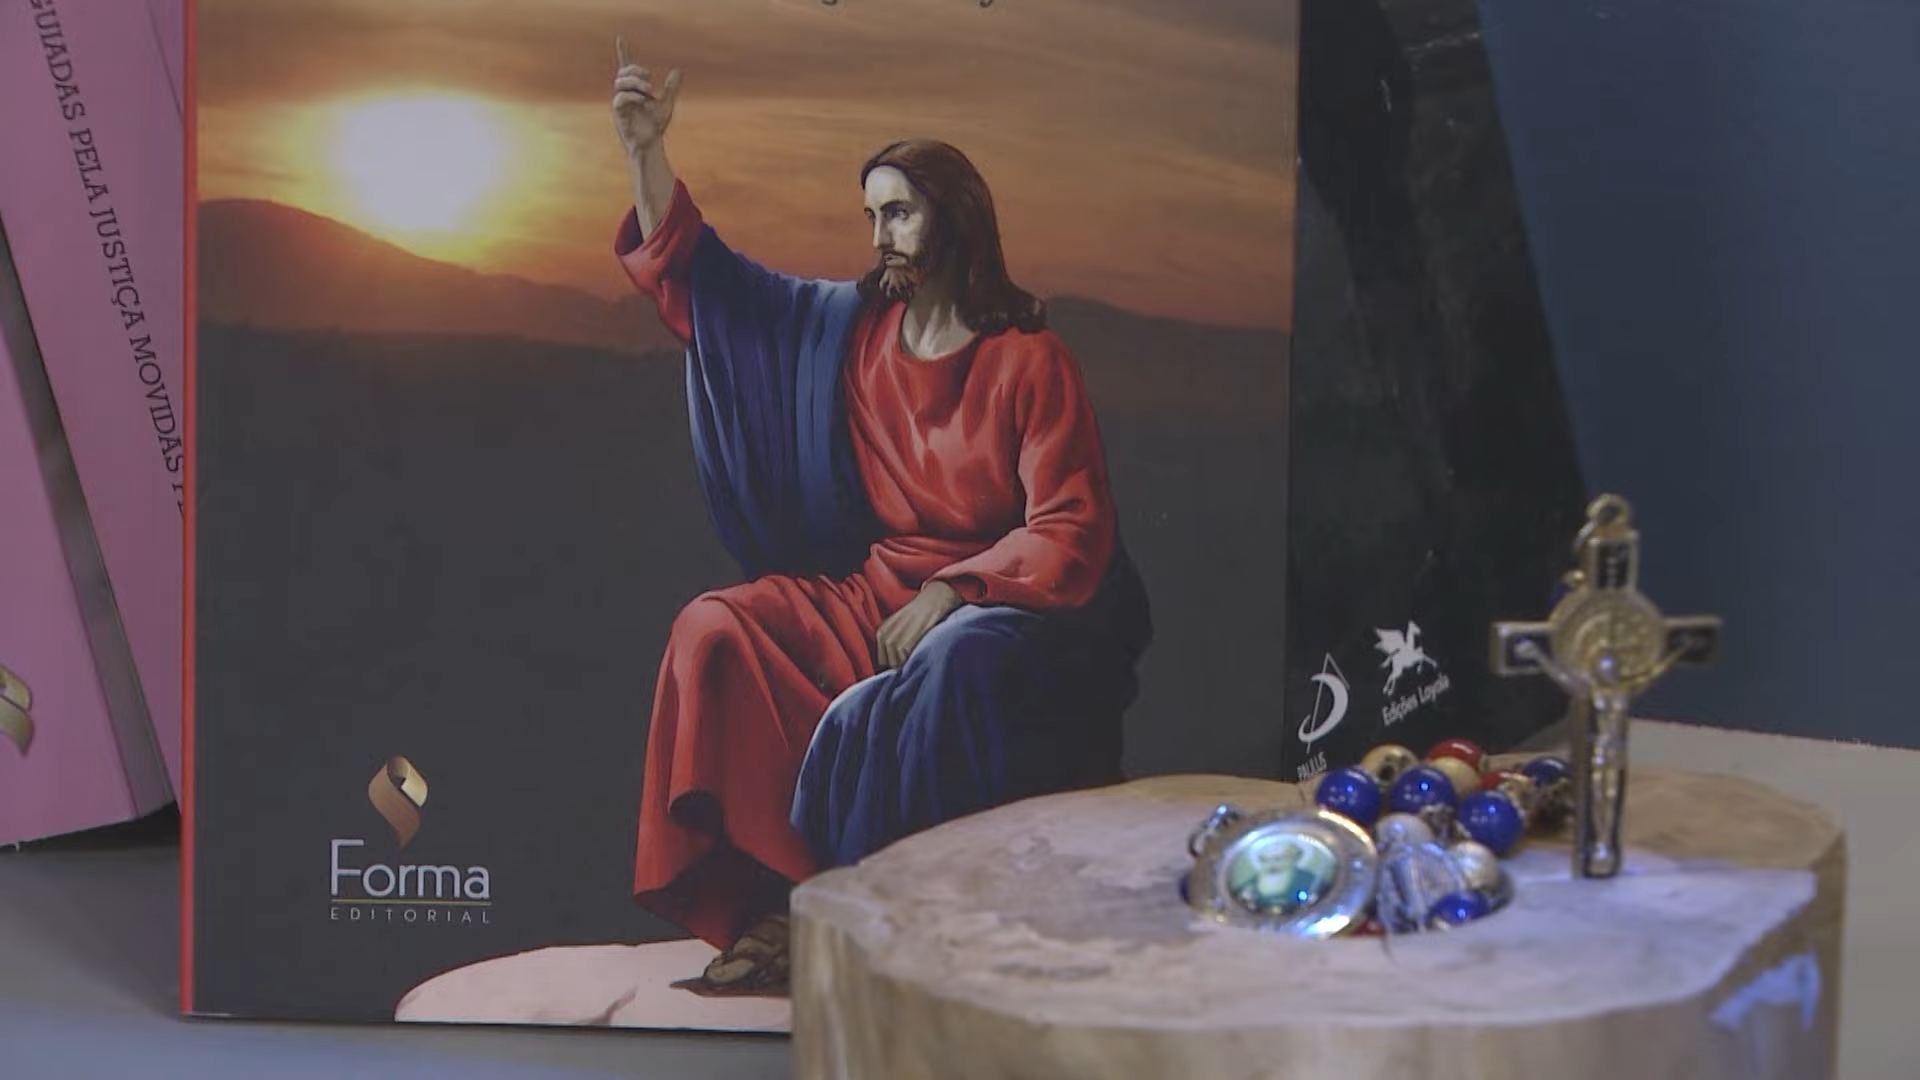 GUIADAS PELA JUSTIÇA MOVIDAS
Forma
EDITORIAL
PAULUS
Edições Loyola